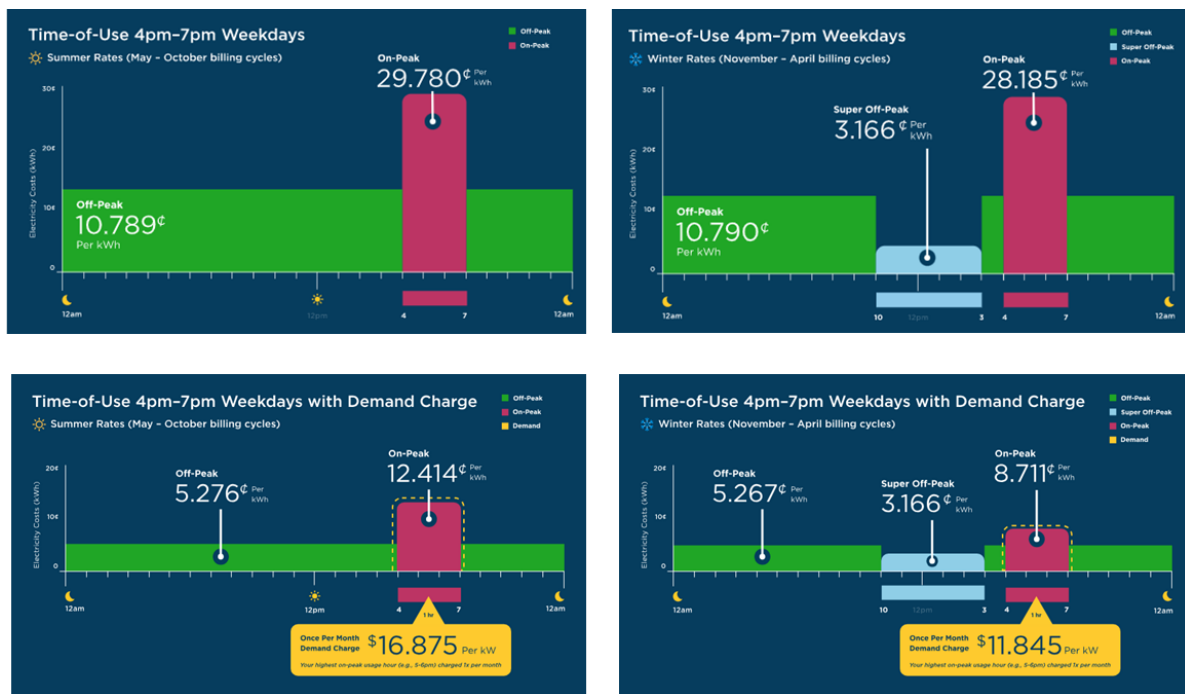 Time-of-Use 4pm–7pm Weekdays
Summer Rates (May – October billing cycles)
Off-Peak
On-Peak
On-Peak
29.780¢ Per kWh
Electricity Costs (kWh)
30¢
20¢
10¢
0
Off-Peak
10.789¢
Per kWh
12am
12pm
4
7
12am
Time-of-Use 4pm–7pm Weekdays
Winter Rates (November – April billing cycles)
Off-Peak
Super Off-Peak
On-Peak
On-Peak
28.185¢ Per kWh
Super Off-Peak
3.166¢ Per kWh
Electricity Costs (kWh)
30¢
20¢
10¢
0
Off-Peak
10.790¢
Per kWh
12am
10
12pm
3
4
7
12am
Time-of-Use 4pm–7pm Weekdays with Demand Charge
Summer Rates (May – October billing cycles)
Off-Peak
On-Peak
Demand
On-Peak
12.414¢ Per kWh
Off-Peak
5.276¢ Per kWh
Electricity Costs (kWh)
20¢
10¢
0
12am
12pm
4
7
12am
1 hr
Once Per Month
Demand Charge
$16.875 Per kW
Your highest on-peak usage hour (e.g., 5-6pm) charged 1x per month
Time-of-Use 4pm–7pm Weekdays with Demand Charge
Winter Rates (November – April billing cycles)
Off-Peak
Super Off-Peak
On-Peak
Demand
On-Peak
8.711¢ Per kWh
Off-Peak
5.267¢ Per kWh
Super Off-Peak
3.166¢ Per kWh
Electricity Costs (kWh)
20¢
10¢
0
12am
10
12pm
3
4
7
12am
1 hr
Once Per Month
Demand Charge
$11.845 Per kW
Your highest on-peak usage hour (e.g., 5-6pm) charged 1x per month